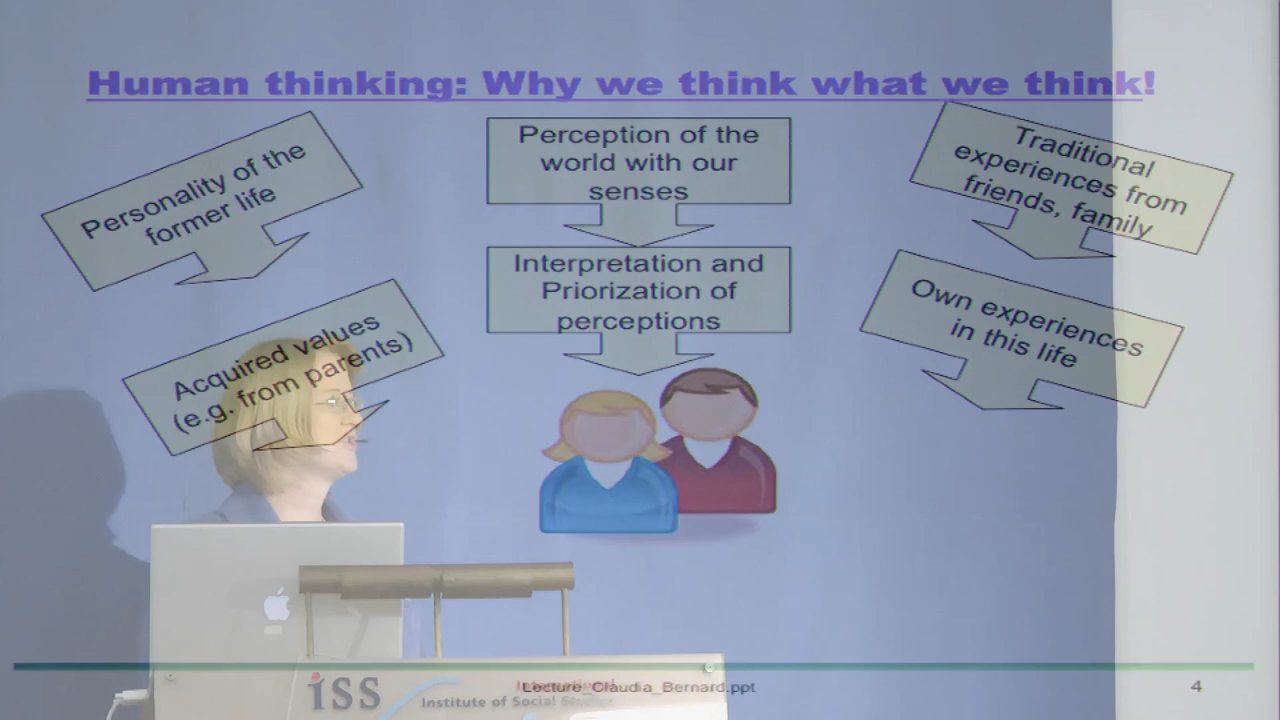 Human thinking: Why we think what we think!
Personality of the
former life
Perception of the
world with our
senses
Traditional
experiences from
friends, family
Acquired values
(e.g. from parents)
Interpretation and
Priorization of
perceptions
Own experiences
in this life
iSS
International
Institute of Social Studies
Lecture_Claudia_Bernard.ppt
4